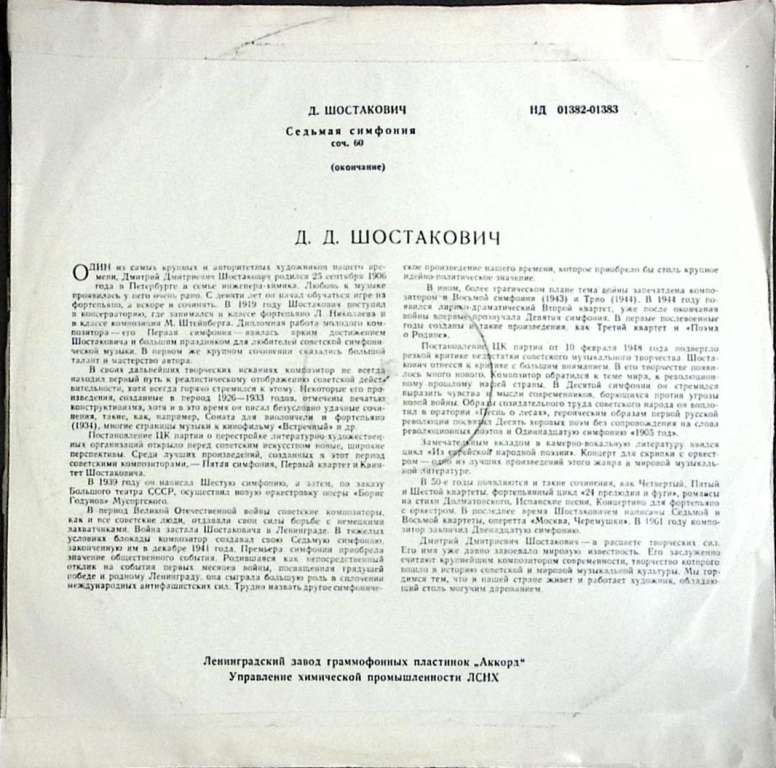 Д. ШОСТАКОВИЧ
НД 01382-01383
Седьмая симфония
соч. 60
(окончание)
Д. Д. ШОСТАКОВИЧ
ОДИН из самых крупных и авторитетных художников нашего вре-
мени, Дмитрий Дмитриевич Шостакович родился 25 сентября 1906
года в Петербурге в семье инженера-химика. Любовь к музыке
проявилась у него очень рано. С девяти лет он начал обучаться игре на
фортепьяно, а вскоре и сочинять. В 1919 году Шостакович поступил
в консерваторию, где занимался в классе фортепьяно Л. Николаева и
в классе композиции М. Штейнберга. Дипломная работа молодого ком-
позитора — его Первая симфония — явилась ярким достижением
Шостаковича и большим праздником для любителей советской симфони-
ческой музыки. В первом же крупном сочинении сказались большой
талант и мастерство автора.
В своих дальнейших творческих исканиях композитор не всегда
находил верный путь к реалистическому отображению советской дейст-
вительности, хотя всегда горячо стремился к этому. Некоторые его про-
изведения, созданные в период 1926—1933 годов, отмечены печатью
конструктивизма, хотя и в это время он писал безусловно удачные сочи-
нения, такие, как, например, Соната для виолончели и фортепьяно
(1934), многие страницы музыки к кинофильму «Встречный» и др.
Постановление ЦК партии о перестройке литературно-художествен-
ных организаций открыло перед советским искусством новые, широкие
перспективы. Среди лучших произведений, созданных в этот период
советскими композиторами, — Пятая симфония, Первый квартет и Квин-
тет Шостаковича.
В 1939 году он написал Шестую симфонию, а затем, по заказу
Большого театра СССР, осуществил новую оркестровку оперы «Борис
Годунов» Мусоргского.
В период Великой Отечественной войны советские композиторы,
как и все советские люди, отдавали свои силы борьбе с немецкими
захватчиками. Война застала Шостаковича в Ленинграде. В тяжелых
условиях блокады композитор создавал свою Седьмую симфонию,
законченную им в декабре 1941 года. Премьера симфонии приобрела
значение общественного события. Родившаяся как непосредственный
отклик на события первых месяцев войны, посвященная грядущей
победе и родному Ленинграду, она сыграла большую роль в сплочении
международных антифашистских сил. Трудно назвать другое симфониче-
ское произведение нашего времени, которое приобрело бы столь крупное
идейно-политическое значение.
В ином, более трагическом плане тема войны запечатлена компо-
зитором в Восьмой симфонии (1943) и Трио (1944). В 1944 году по-
явился лирико-драматический Второй квартет, уже после окончания
войны впервые прозвучала Девятая симфония. В первые послевоенные
годы созданы и такие произведения, как Третий квартет и «Поэма
о Родине».
Постановление ЦК партии от 10 февраля 1948 года подвергло
резкой критике недостатки советского музыкального творчества. Шоста-
кович отнесся к критике с большим вниманием. В его творчестве появи-
лось много нового. Композитор обратился к теме мира, к революцион-
ному прошлому нашей страны. В Десятой симфонии он стремился
выразить чувства и мысли современников, борющихся против угрозы
новой войны. Образы созидательного труда советского народа он вопло-
тил в оратории «Песнь о лесах», героическим образам первой русской
революции посвятил Десять хоровых поэм без сопровождения на слова
революционных поэтов и Одиннадцатую симфонию «1905 год».
Замечательным вкладом в камерно-вокальную литературу явился
цикл «Из еврейской народной поэзии». Концерт для скрипки с оркест-
ром — одно из лучших произведений этого жанра в мировой музыкаль-
ной литературе.
В 50-е годы появляются и такие сочинения, как Четвертый, Пятый
и Шестой квартеты, фортепьянный цикл «24 прелюдии и фуги», романсы
на стихи Долматовского, Испанские песни, Концертино для фортепьяно
с оркестром. В последнее время Шостаковичем написаны Седьмой и
Восьмой квартеты, оперетта «Москва, Черемушки». В 1961 году компо-
зитор закончил Двенадцатую симфонию.
Дмитрий Дмитриевич Шостакович — в расцвете творческих сил.
Его имя уже давно завоевало мировую известность. Его заслуженно
считают крупнейшим композитором современности, творчество которого
вошло в историю советской и мировой музыкальной культуры. Мы гор-
димся тем, что в нашей стране живет и работает художник, обладаю-
щий столь могучим дарованием.
Ленинградский завод граммофонных пластинок „Аккорд“
Управление химической промышленности ЛСНХ